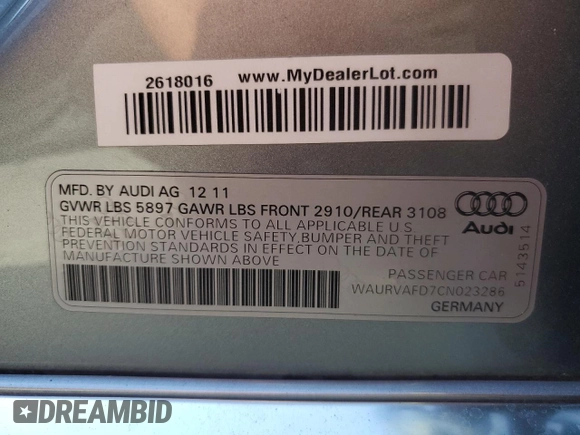 2618016 www.MyDealerLot.com
MFD. BY AUDI AG 12 11
GVWR LBS 5897 GAWR LBS FRONT 2910/REAR 3108
THIS VEHICLE CONFORMS TO ALL APPLICABLE U.S.
FEDERAL MOTOR VEHICLE SAFETY,BUMPER AND THEFT
PREVENTION STANDARDS IN EFFECT ON THE DATE OF
MANUFACTURE SHOWN ABOVE
Audi
PASSENGER CAR
WAURVAFD7CN023286
GERMANY
5143514
DREAMBID